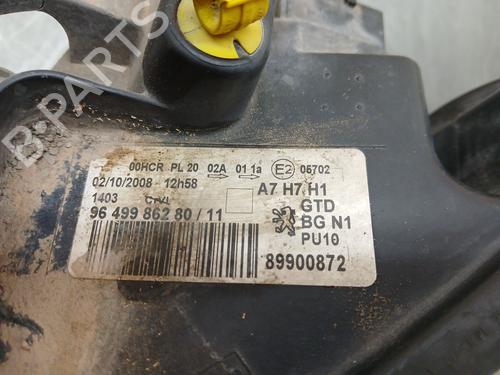 B-PARTS
00HCR PL 20 02A 01 1a E2 05702
02/10/2008 12h58
A7 H7 H1
1403
GTD
96 499 862 80 / 11
BG N1
PU10
89900872